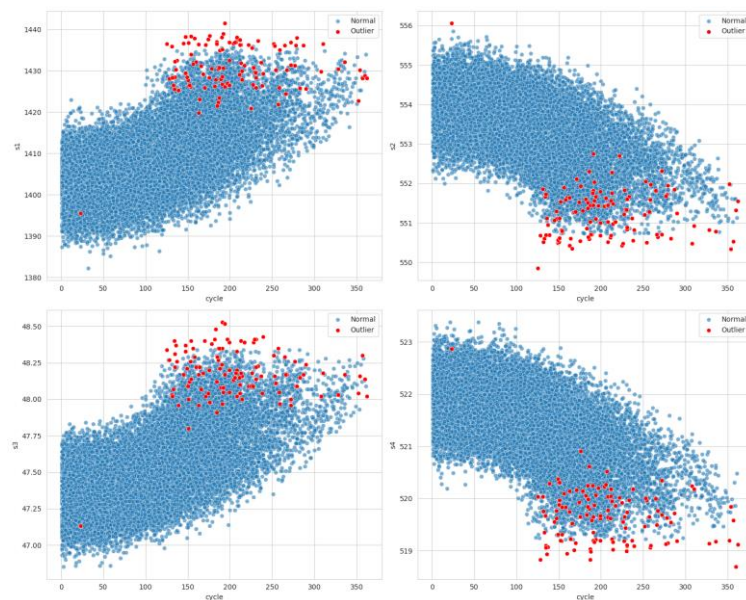 1440
1430
1420
1410
1400
1390
1380
s1
0 50 100 150 200 250 300 350
cycle
Normal
Outlier
556
555
554
553
552
551
550
s2
0 50 100 150 200 250 300 350
cycle
Normal
Outlier
48.50
48.25
48.00
47.75
47.50
47.25
47.00
s3
0 50 100 150 200 250 300 350
cycle
Normal
Outlier
523
522
521
520
519
s4
0 50 100 150 200 250 300 350
cycle
Normal
Outlier